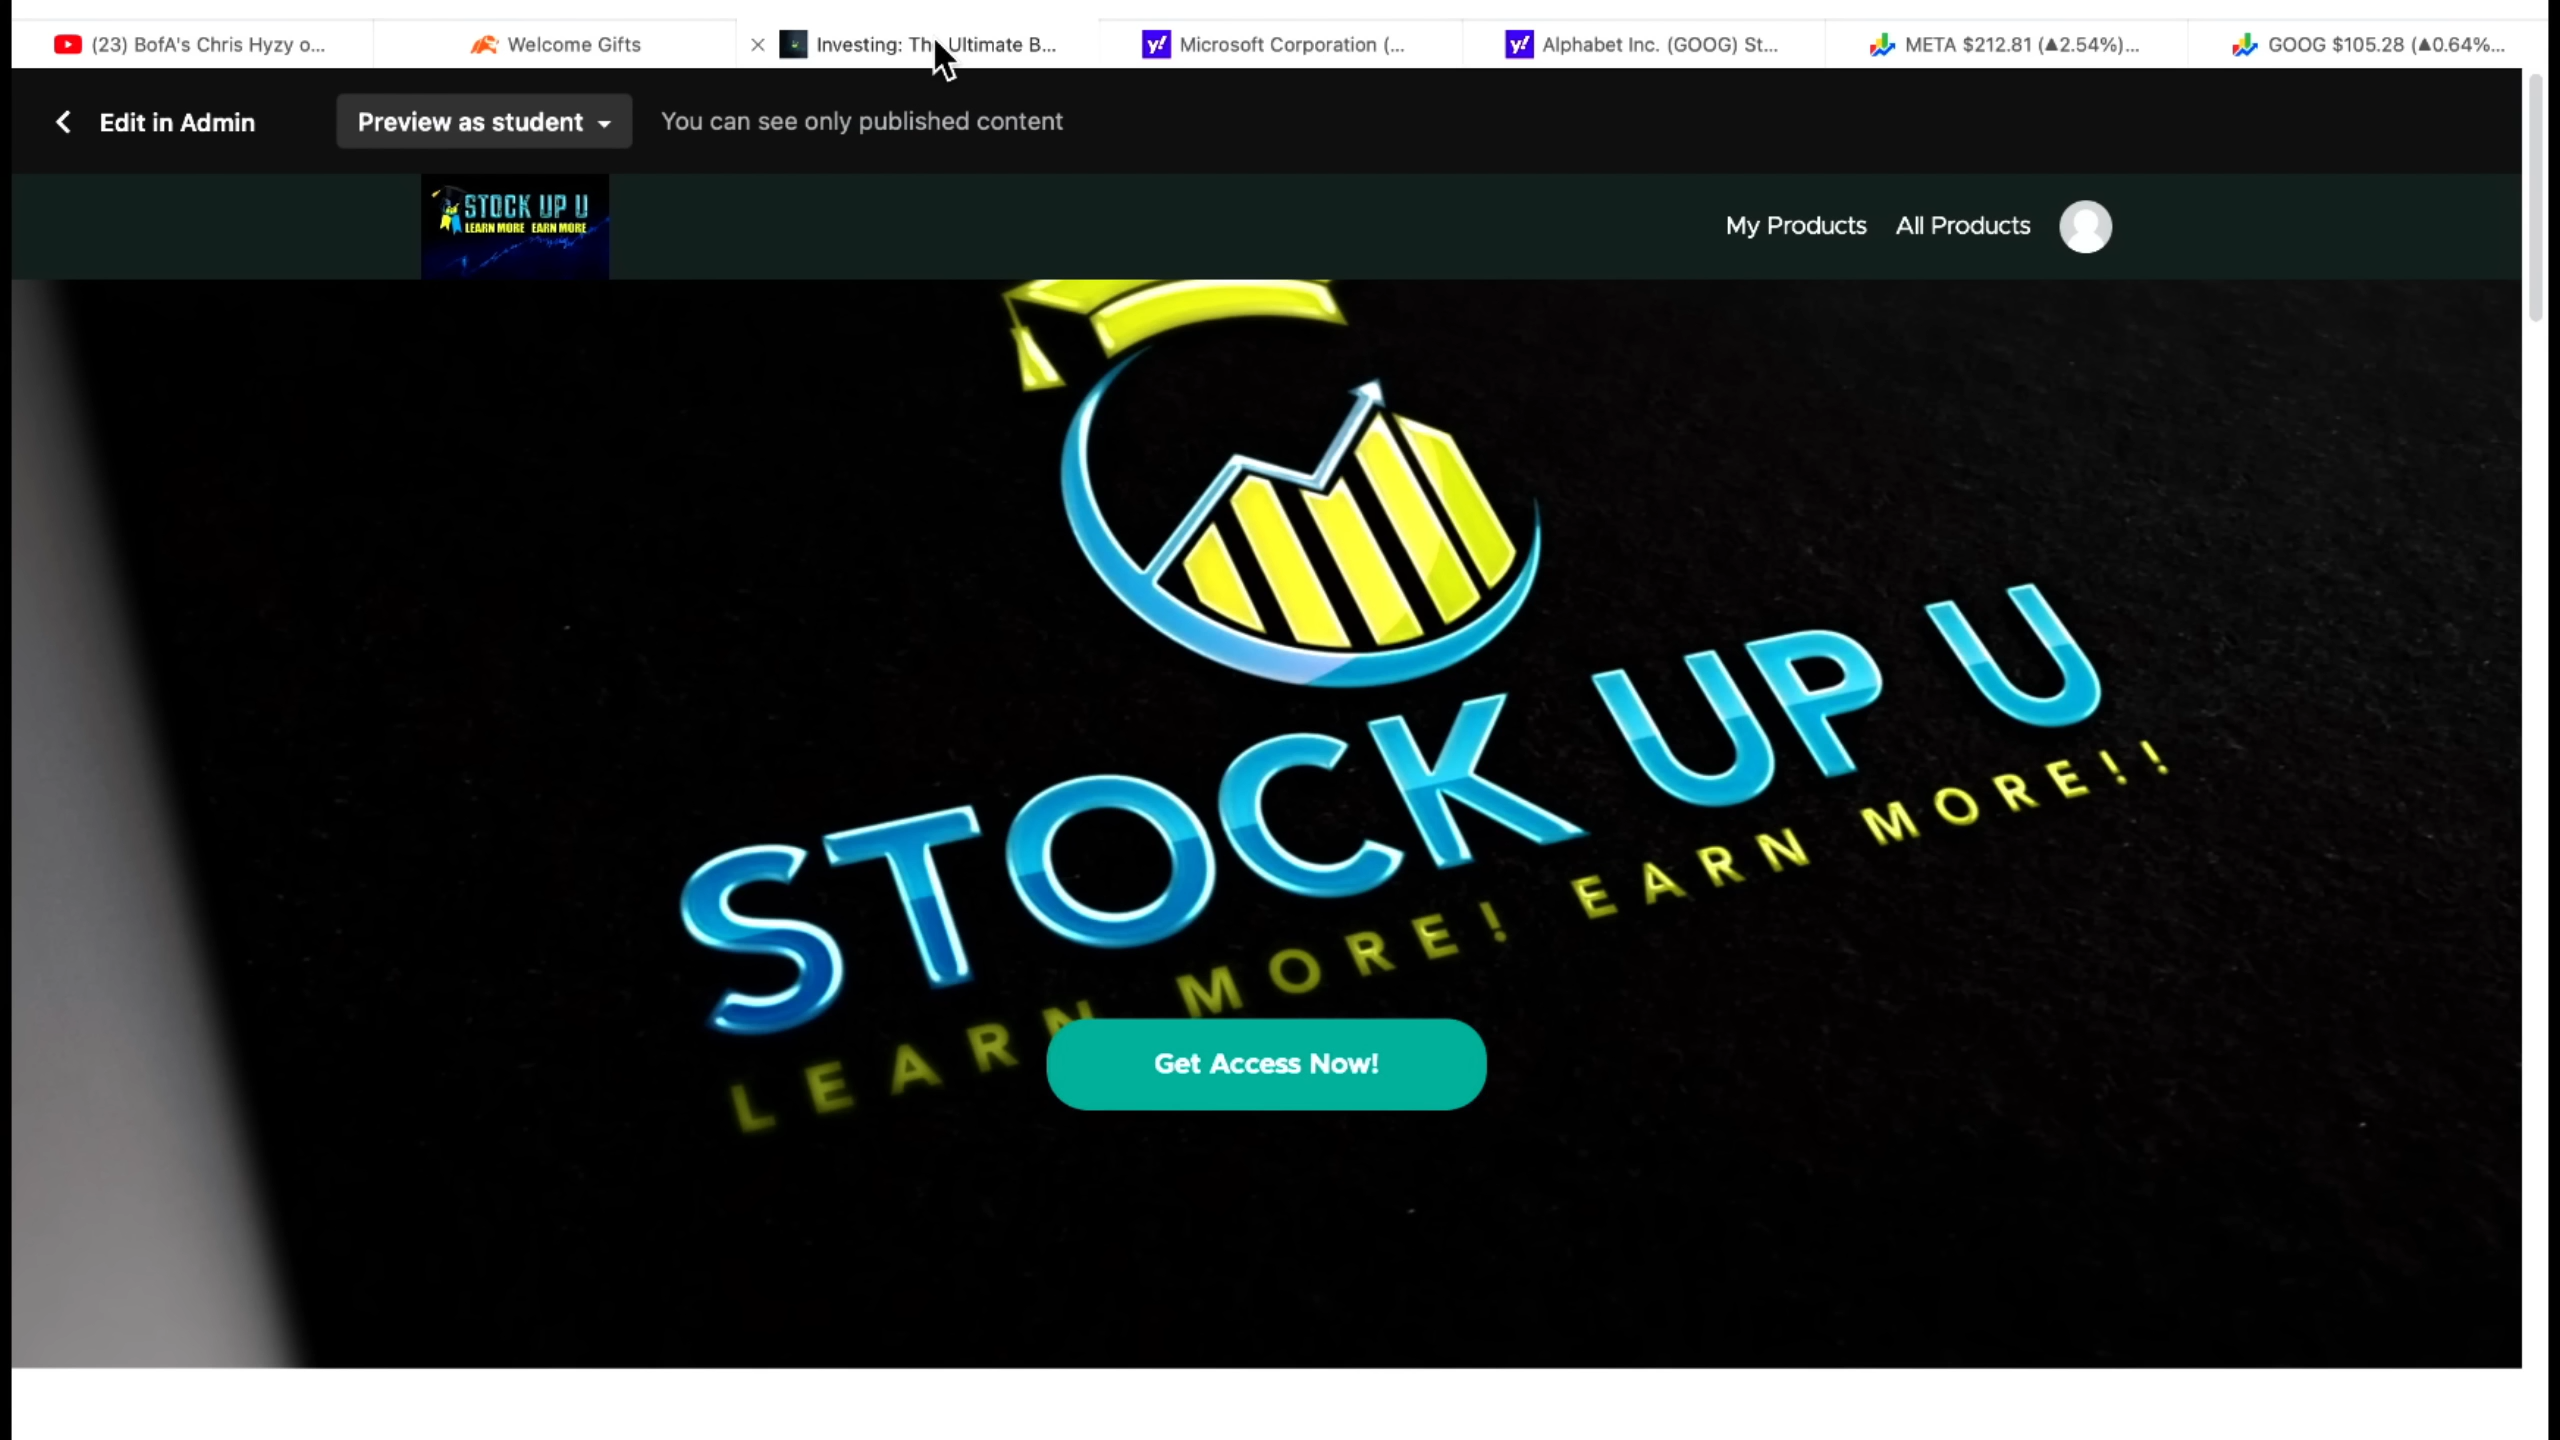 (23) BofA's Chris Hyzy o...
Welcome Gifts
Investing: The Ultimate B...
Microsoft Corporation (...
Alphabet Inc. (GOOG) St...
META $212.81 (▲2.54%)...
GOOG $105.28 (▲0.64%...
Edit in Admin
Preview as student
You can see only published content
STOCK UP U
LEARN MORE EARN MORE
My Products
All Products
STOCK UP U
LEARN MORE! EARN MORE!!
Get Access Now!